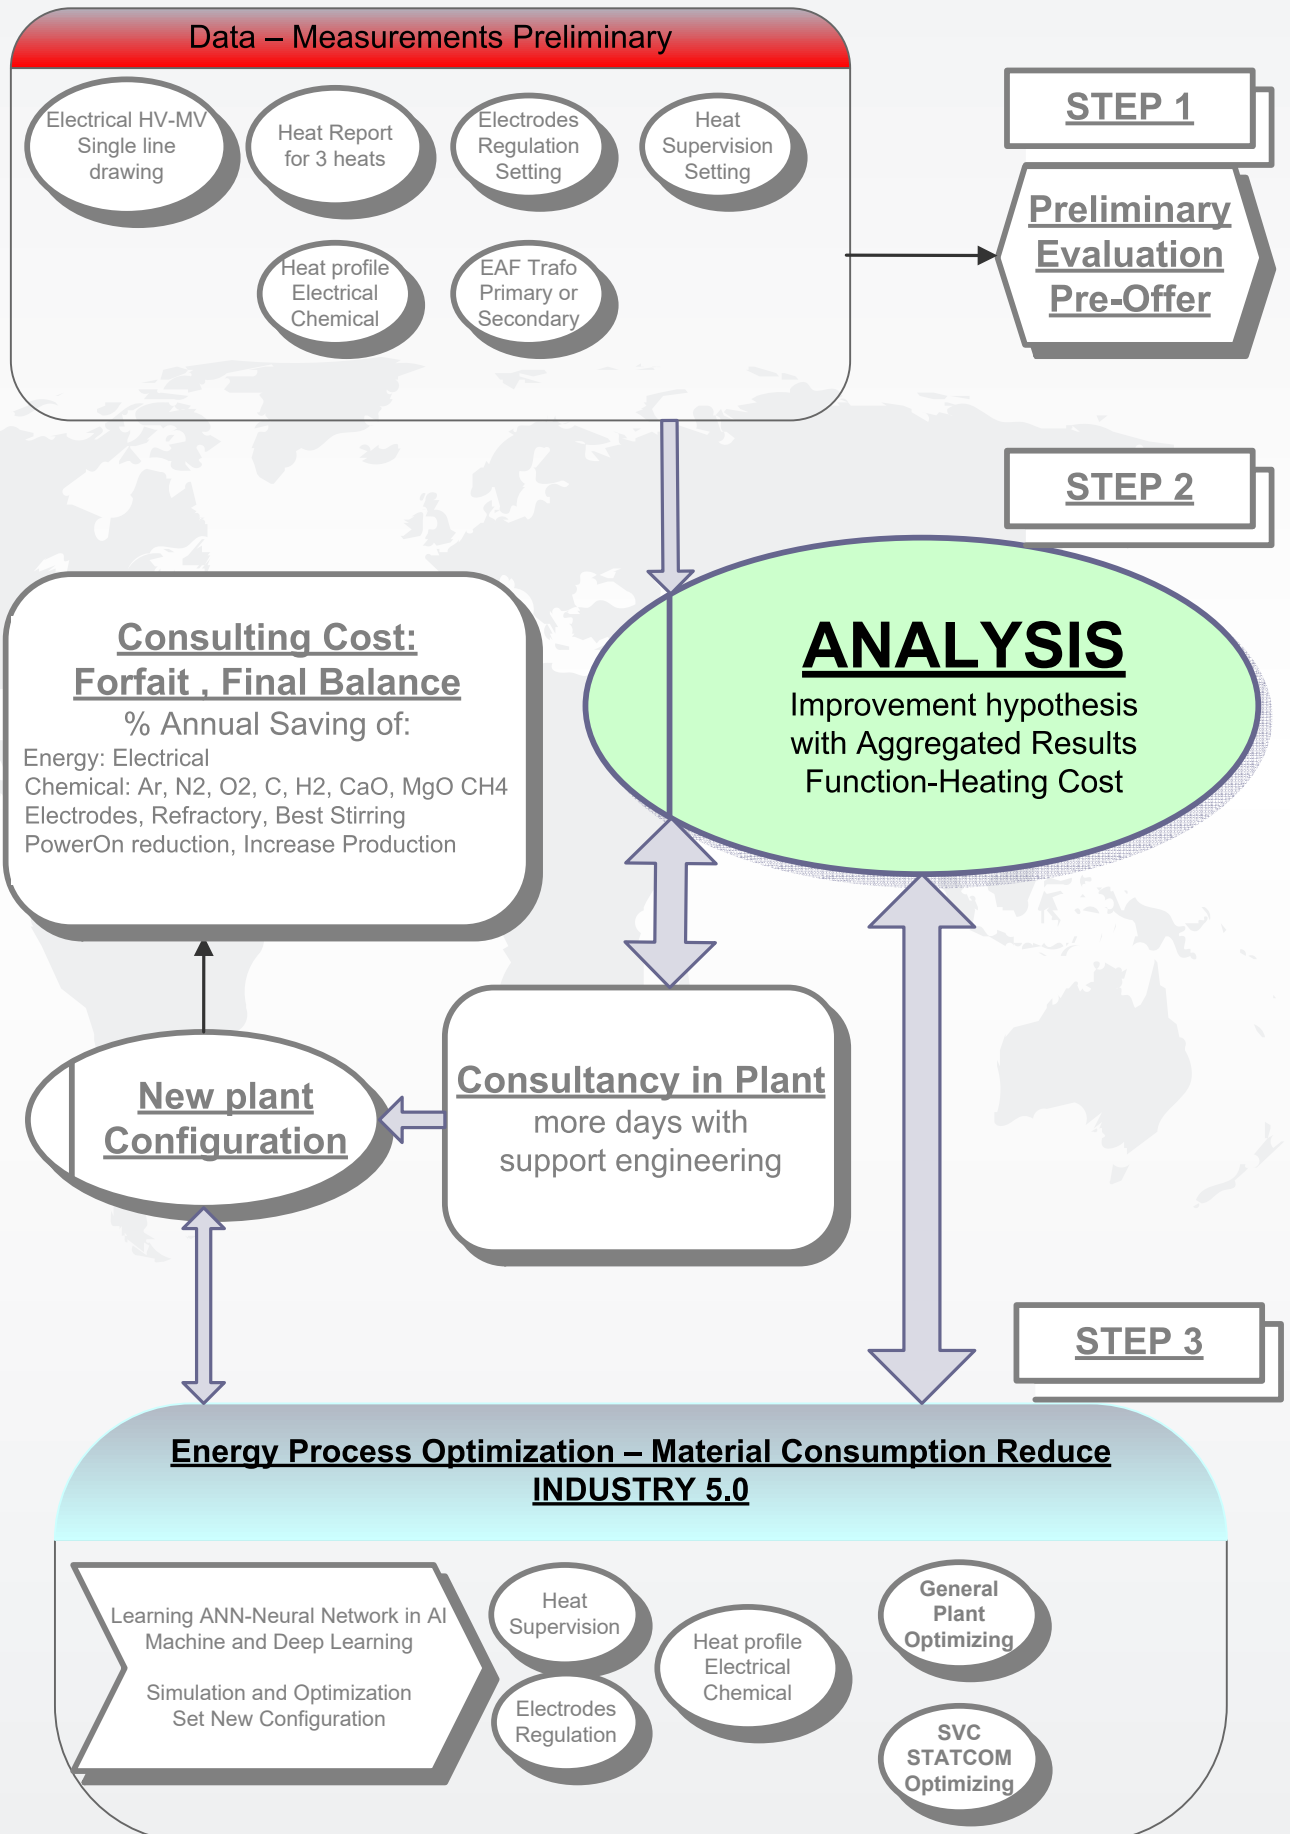 Data – Measurements Preliminary
Electrical HV-MV
Single line
drawing
Heat Report
for 3 heats
Electrodes
Regulation
Setting
Heat
Supervision
Setting
Heat profile
Electrical
Chemical
EAF Trafo
Primary or
Secondary
STEP 1
Preliminary
Evaluation
Pre-Offer
STEP 2
ANALYSIS
Improvement hypothesis
with Aggregated Results
Function-Heating Cost
Consulting Cost:
Forfait , Final Balance
% Annual Saving of:
Energy: Electrical
Chemical: Ar, N2, O2, C, H2, CaO, MgO CH4
Electrodes, Refractory, Best Stirring
PowerOn reduction, Increase Production
New plant
Configuration
Consultancy in Plant
more days with
support engineering
STEP 3
Energy Process Optimization – Material Consumption Reduce
INDUSTRY 5.0
Learning ANN-Neural Network in AI
Machine and Deep Learning
Simulation and Optimization
Set New Configuration
Heat
Supervision
Electrodes
Regulation
Heat profile
Electrical
Chemical
General
Plant
Optimizing
SVC
STATCOM
Optimizing